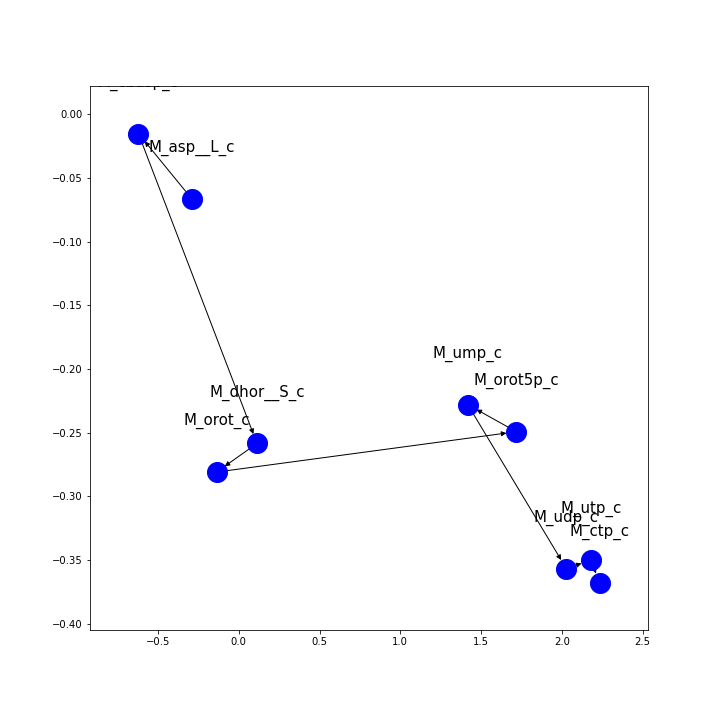 M_asp__L_c
M_ump_c
M_orot5p_c
M_dhor__S_c
M_orot_c
M_utp_c
M_udp_c
M_ctp_c
0.00
−0.05
−0.10
−0.15
−0.20
−0.25
−0.30
−0.35
−0.40
−0.5
0.0
0.5
1.0
1.5
2.0
2.5